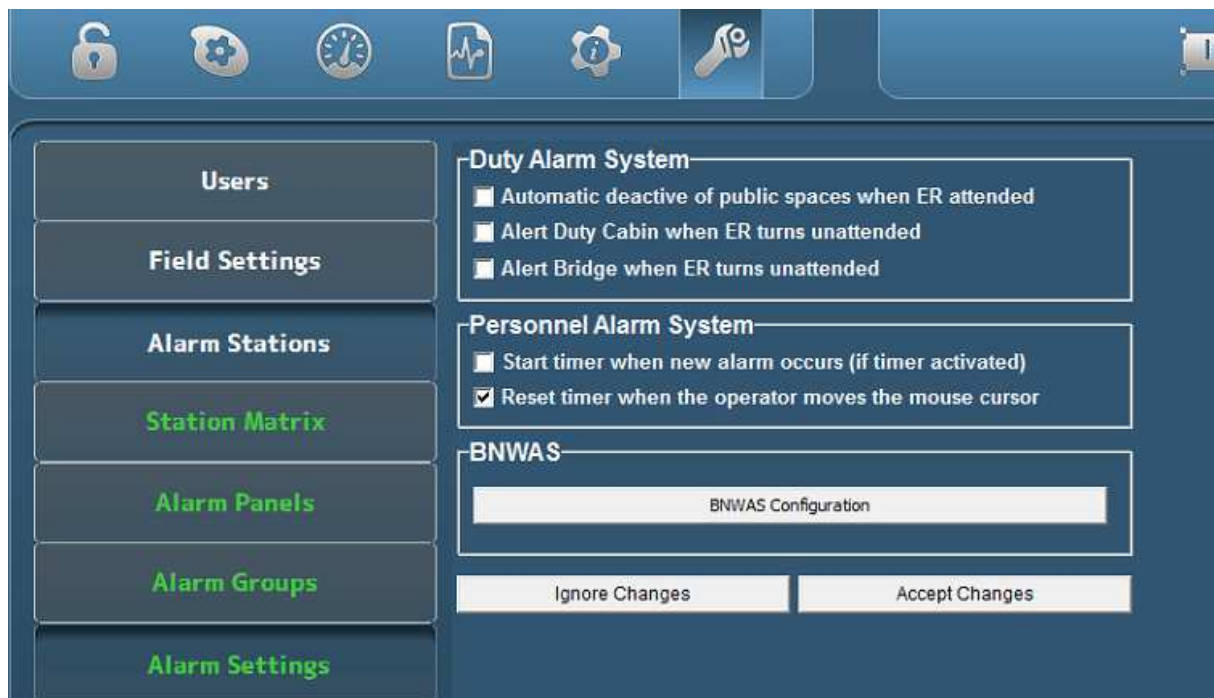 Users
Field Settings
Alarm Stations
Station Matrix
Alarm Panels
Alarm Groups
Alarm Settings
Duty Alarm System
Automatic deactive of public spaces when ER attended
Alert Duty Cabin when ER turns unattended
Alert Bridge when ER turns unattended
Personnel Alarm System
Start timer when new alarm occurs (if timer activated)
Reset timer when the operator moves the mouse cursor
BNWAS
BNWAS Configuration
Ignore Changes
Accept Changes